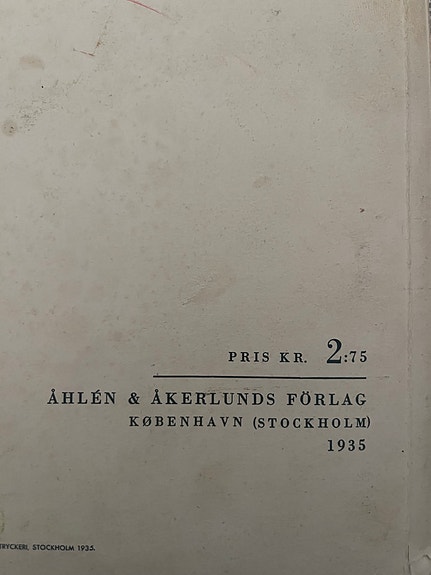 PRIS KR. 2:75
ÅHLÉN & ÅKERLUNDS FÖRLAG
KØBENHAVN (STOCKHOLM)
1935
TRYCKERI, STOCKHOLM 1935.